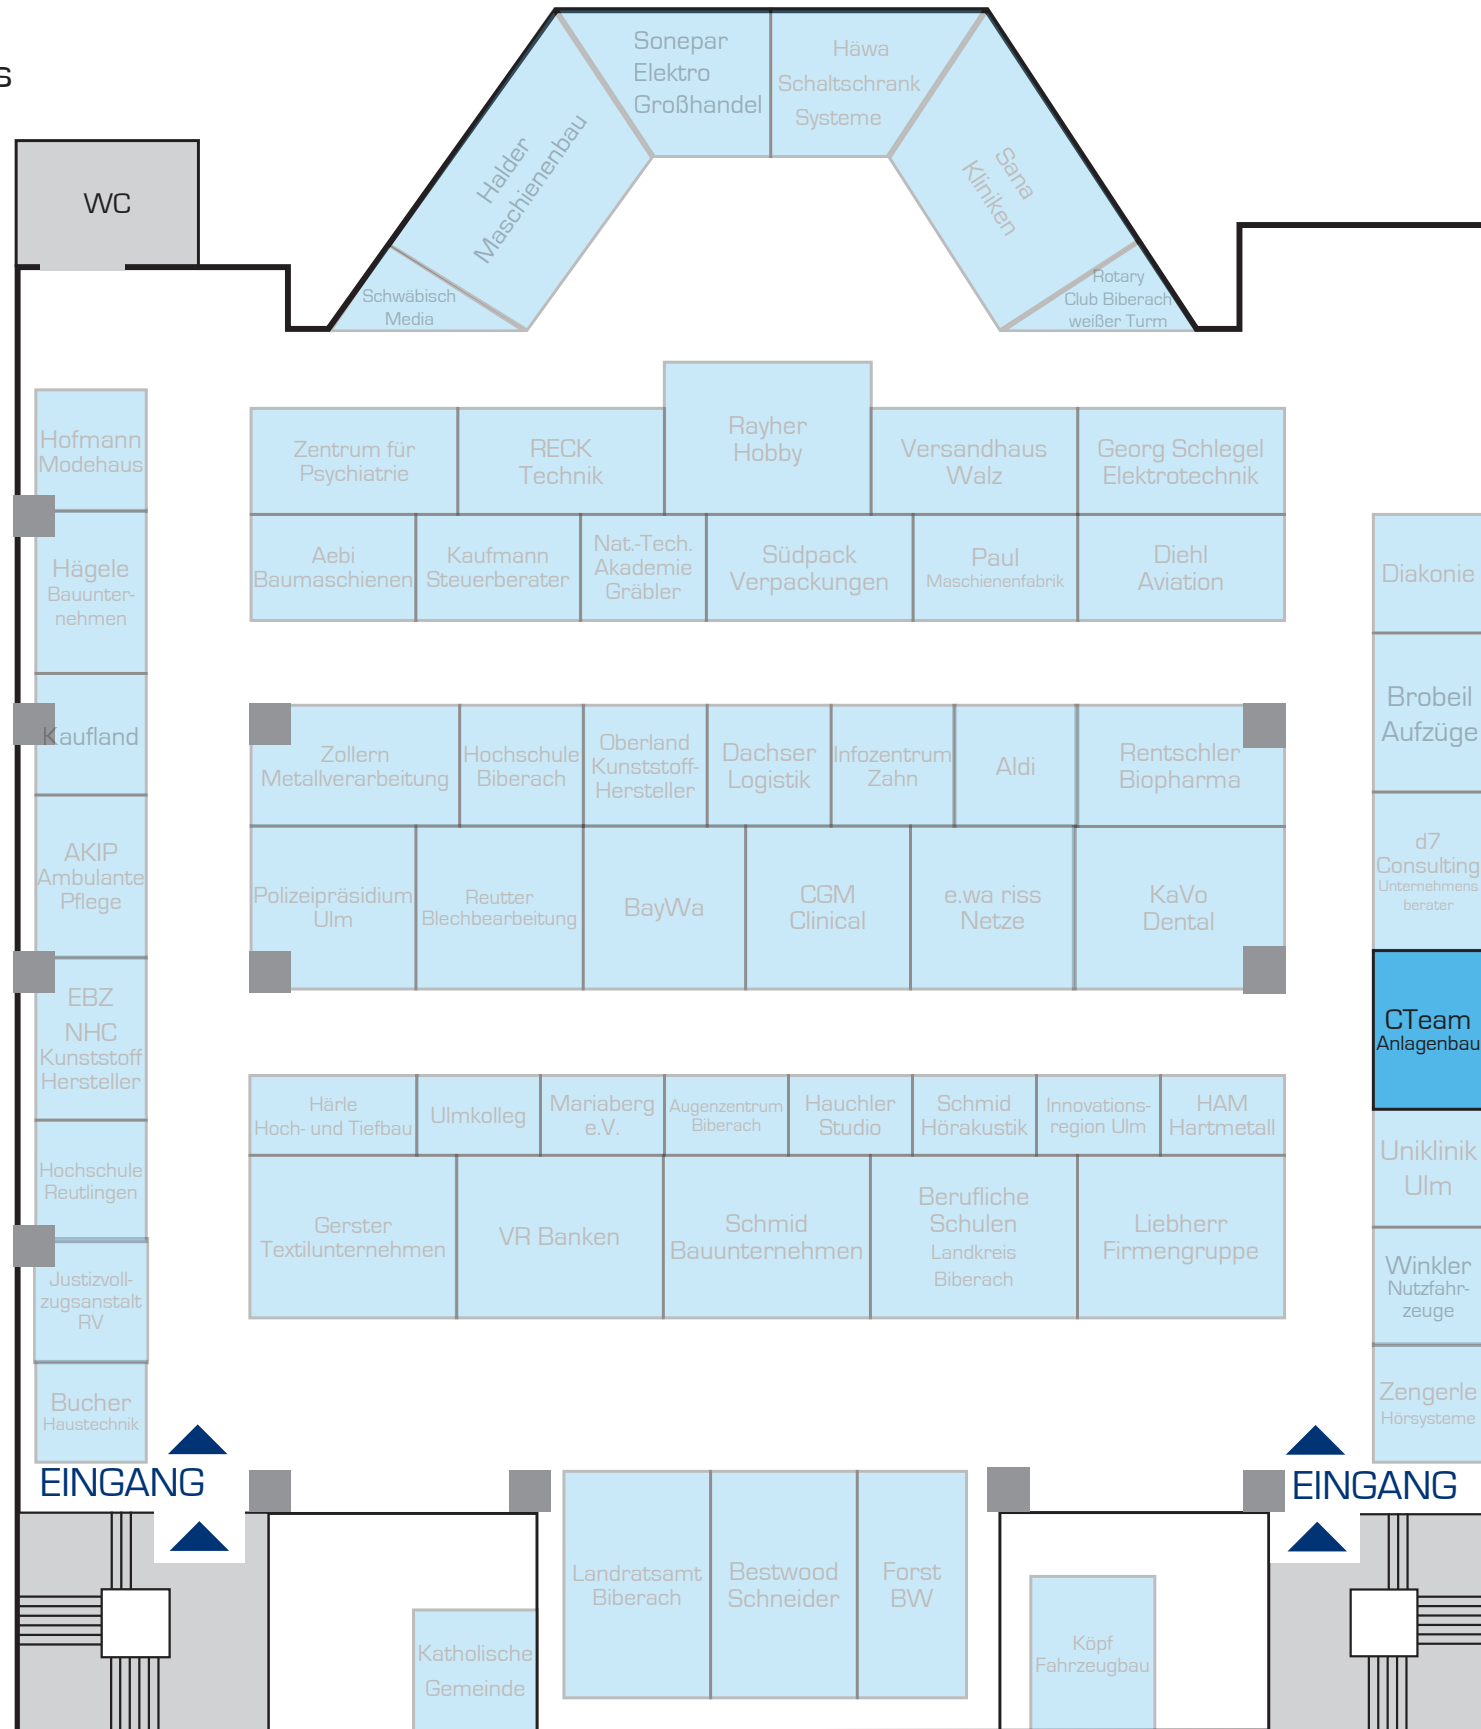 s
Sonepar
Elektro
Großhandel
Häwa
Schaltschrank
Systeme
Halder
Maschienenbau
Sana
Kliniken
WC
Schwäbisch
Media
Rotary
Club Biberach
weißer Turm
Hofmann
Modehaus
Hägele
Bauunter-
nehmen
Kaufland
AKIP
Ambulante
Pflege
EBZ
NHC
Kunststoff
Hersteller
Hochschule
Reutlingen
Justizvoll-
zugsanstalt
RV
Bucher
Haustechnik
Zentrum für
Psychiatrie
RECK
Technik
Rayher
Hobby
Versandhaus
Walz
Georg Schlegel
Elektrotechnik
Aebi
Baumaschienen
Kaufmann
Steuerberater
Nat.-Tech.
Akademie
Gräbler
Südpack
Verpackungen
Paul
Maschienenfabrik
Diehl
Aviation
Zollern
Metallverarbeitung
Hochschule
Biberach
Oberland
Kunststoff-
Hersteller
Dachser
Logistik
Infozentrum
Zahn
Aldi
Rentschler
Biopharma
Polizeipräsidium
Ulm
Reutter
Blechbearbeitung
BayWa
CGM
Clinical
e.wa riss
Netze
KaVo
Dental
Härle
Hoch- und Tiefbau
Ulmkolleg
Mariaberg
e.V.
Augenzentrum
Biberach
Hauchler
Studio
Schmid
Hörakustik
Innovations-
region Ulm
HAM
Hartmetall
Gerster
Textilunternehmen
VR Banken
Schmid
Bauunternehmen
Berufliche
Schulen
Landkreis
Biberach
Liebherr
Firmengruppe
Diakonie
Brobeil
Aufzüge
d7
Consulting
Unternehmens
berater
CTeam
Anlagenbau
Uniklinik
Ulm
Winkler
Nutzfahr-
zeuge
Zengerle
Hörsysteme
EINGANG
EINGANG
Landratsamt
Biberach
Bestwood
Schneider
Forst
BW
Katholische
Gemeinde
Köpf
Fahrzeugbau